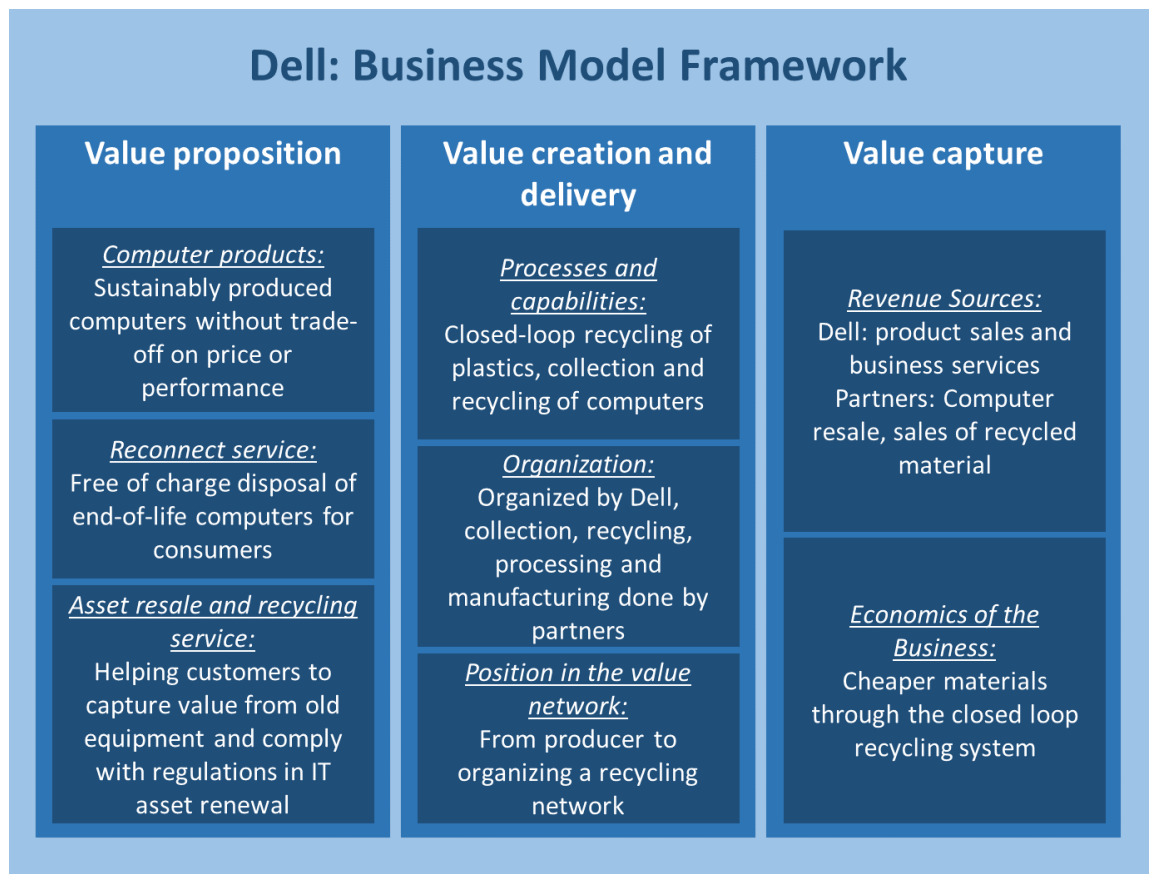 Dell: Business Model Framework
Value proposition
Computer products:
Sustainably produced
computers without trade-
off on price or
performance
Reconnect service:
Free of charge disposal of
end-of-life computers for
consumers
Asset resale and recycling
service:
Helping customers to
capture value from old
equipment and comply
with regulations in IT
asset renewal
Value creation and
delivery
Processes and
capabilities:
Closed-loop recycling of
plastics, collection and
recycling of computers
Organization:
Organized by Dell,
collection, recycling,
processing and
manufacturing done by
partners
Position in the value
network:
From producer to
organizing a recycling
network
Value capture
Revenue Sources:
Dell: product sales and
business services
Partners: Computer
resale, sales of recycled
material
Economics of the
Business:
Cheaper materials
through the closed loop
recycling system